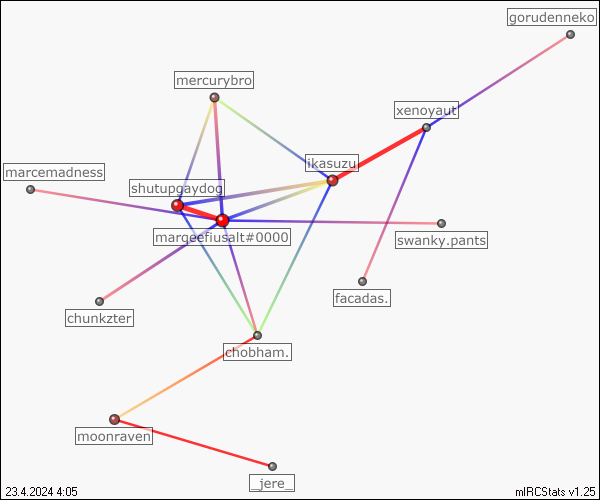 gorudenneko
mercurybro
xenoyaut
ikasuzu
marcemadness
shutupgaydog
margeefiusalt#0000
swanky.pants
facadas.
chunkzter
chobham.
moonraven
_jere_
23.4.2024 4:05
mIRCStats v1.25